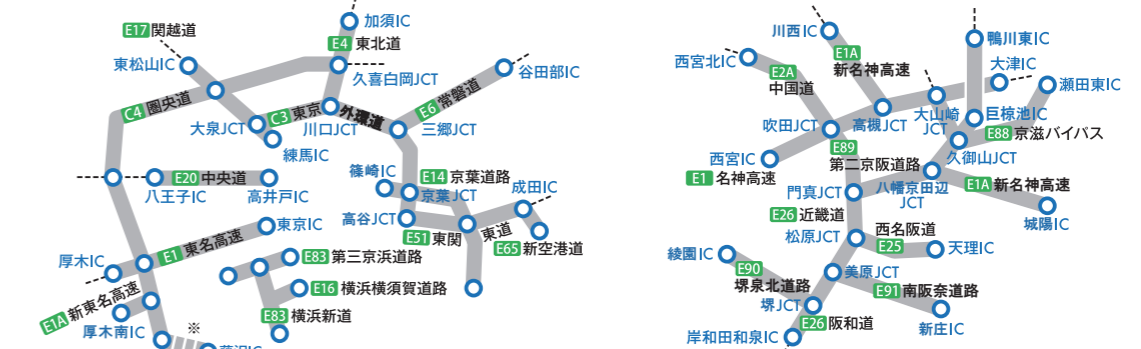 加須IC
E17 関越道
E4 東北道
東松山IC
久喜白岡JCT
谷田部IC
C4 圏央道
E6 常磐道
C3 東京外環道
大泉JCT
川口JCT
三郷JCT
練馬IC
篠崎IC
E14 京葉道路
E20 中央道
京葉JCT
成田IC
八王子IC
高井戸IC
高谷JCT
東京IC
E51 東関東道
E65 新空港道
E1 東名高速
厚木IC
E83 第三京浜道路
E16 横浜横須賀道路
E1A 新東名高速
E83 横浜新道
厚木南IC
※
川西IC
鴨川東IC
西宮北IC
E1A
新名神高速
大津IC
E2A
中国道
瀬田東IC
吹田JCT
高槻JCT
大山崎
JCT
巨椋池IC
E88 京滋バイパス
E89
第二京阪道路
久御山JCT
西宮IC
E1 名神高速
門真JCT
八幡京田辺
JCT
E1A 新名神高速
城陽IC
E26 近畿道
松原JCT
西名阪道
E25
天理IC
綾園IC
E90
堺泉北道路
美原JCT
E91 南阪奈道路
堺JCT
新庄IC
E26 阪和道
岸和田和泉IC